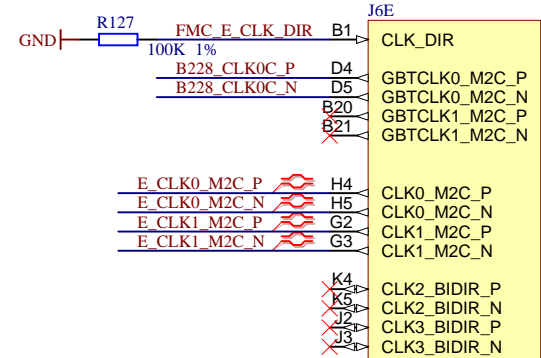 J6E
R127
GND
100K 1%
FMC_E_CLK_DIR B1 CLK_DIR
B228_CLK0C_P D4 GBTCLK0_M2C_P
B228_CLK0C_N D5 GBTCLK0_M2C_N
B20 GBTCLK1_M2C_P
B21 GBTCLK1_M2C_N
E_CLK0_M2C_P H4 CLK0_M2C_P
E_CLK0_M2C_N H5 CLK0_M2C_N
E_CLK1_M2C_P G2 CLK1_M2C_P
E_CLK1_M2C_N G3 CLK1_M2C_N
K4 CLK2_BIDIR_P
K5 CLK2_BIDIR_N
J2 CLK3_BIDIR_P
J3 CLK3_BIDIR_N